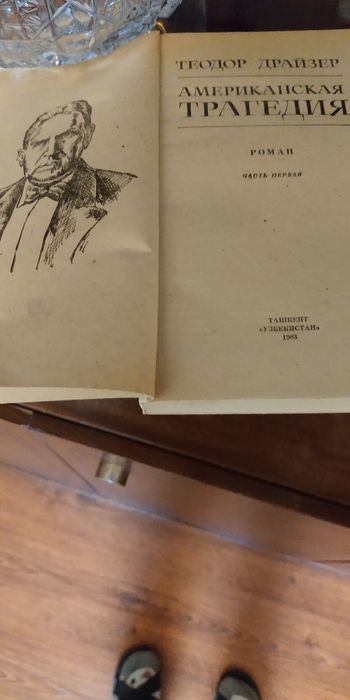 ТЕОДОР ДРАЙЗЕР
АМЕРИКАНСКАЯ
ТРАГЕДИЯ
РОМАН
ЧАСТЬ ПЕРВАЯ
ТАШКЕНТ
«УЗБЕКИСТАН»
1983